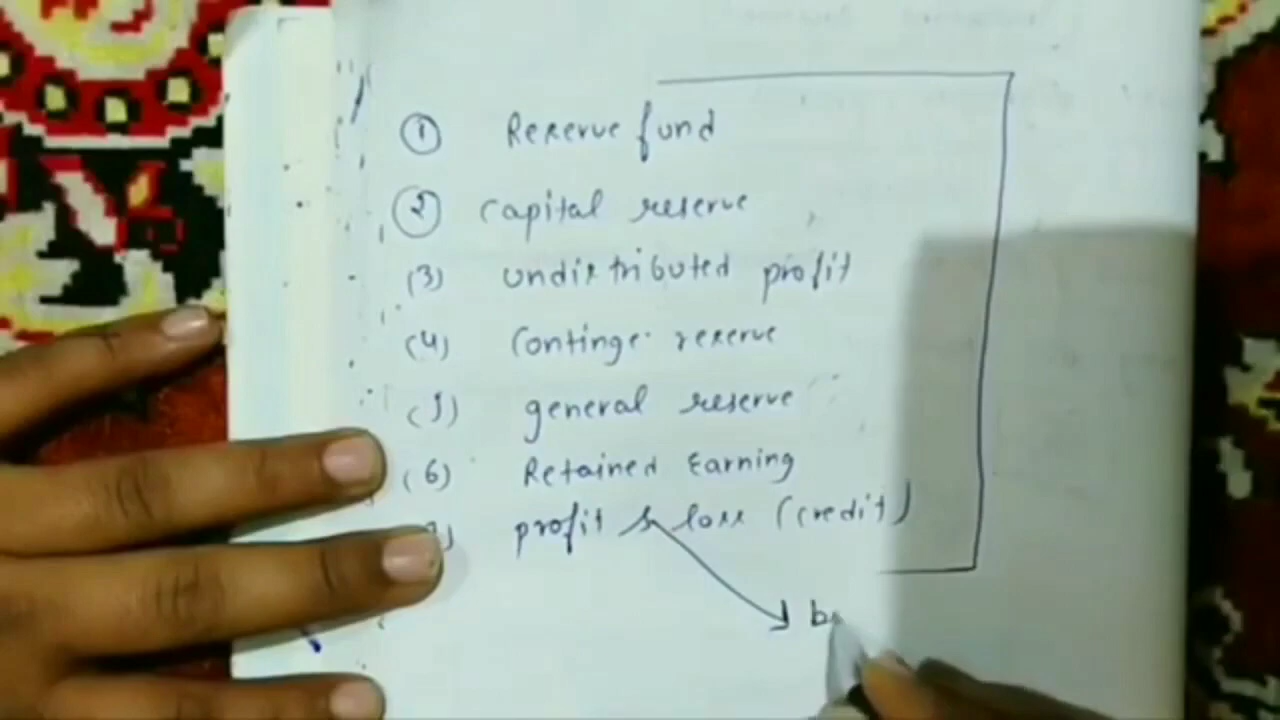 ① Reserve fund
② Capital reserve
(3) undistributed profit
(4) Continge. reserve
(5) general reserve
(6) Retained Earning
profit & loss (credit)